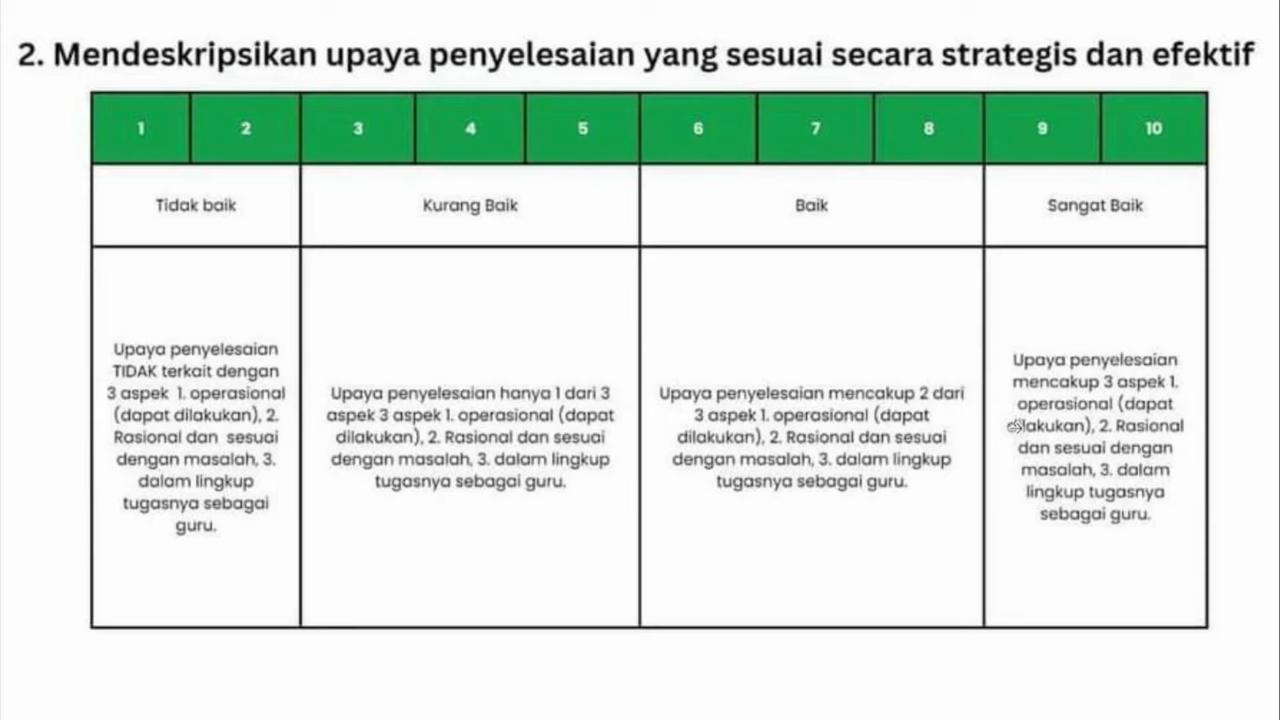 2. Mendeskripsikan upaya penyelesaian yang sesuai secara strategis dan efektif
1 2 3 4 5 6 7 8 9 10
Tidak baik
Kurang Baik
Baik
Sangat Baik
Upaya penyelesaian
TIDAK terkait dengan
3 aspek 1. operasional
(dapat dilakukan), 2.
Rasional dan sesuai
dengan masalah, 3.
dalam lingkup
tugasnya sebagai
guru.
Upaya penyelesaian hanya 1 dari 3
aspek 3 aspek 1. operasional (dapat
dilakukan), 2. Rasional dan sesuai
dengan masalah, 3. dalam lingkup
tugasnya sebagai guru.
Upaya penyelesaian mencakup 2 dari
3 aspek 1. operasional (dapat
dilakukan), 2. Rasional dan sesuai
dengan masalah, 3. dalam lingkup
tugasnya sebagai guru.
Upaya penyelesaian
mencakup 3 aspek 1.
operasional (dapat
dilakukan), 2. Rasional
dan sesuai dengan
masalah, 3. dalam
lingkup tugasnya
sebagai guru.